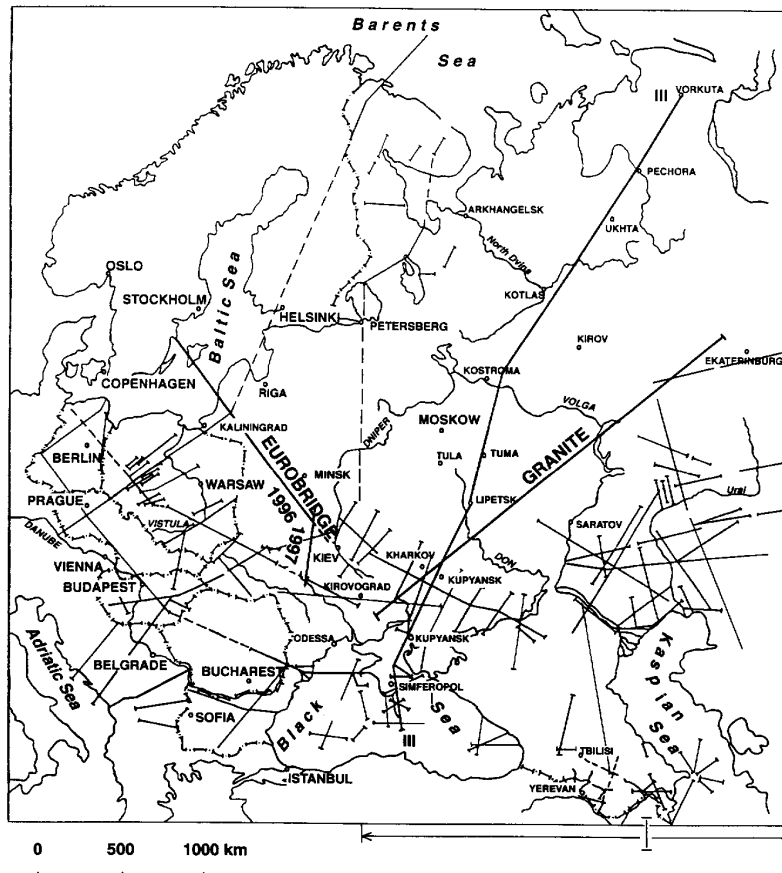 Barents
Sea
III
VORKUTA
PECHORA
ARKHANGELSK
UKHTA
North Dvina
OSLO
KOTLAS
STOCKHOLM
Baltic Sea
HELSINKI
PETERSBERG
KIROV
EKATERINBURG
COPENHAGEN
KOSTROMA
RIGA
VOLGA
DNIPER
MOSKOW
KALININGRAD
BERLIN
TULA
TUMA
GRANITE
EUROBRIDGE
1996 1997
MINSK
WARSAW
PRAGUE
LIPETSK
Ural
VISTULA
SARATOV
DANUBE
KIEV
DON
VIENNA
KHARKOV
BUDAPEST
KUPYANSK
KIROVOGRAD
Adriatic Sea
ODESSA
KUPYANSK
BELGRADE
BUCHAREST
SIMFEROPOL
Kaspian Sea
SOFIA
Black Sea
III
TBILISI
ISTANBUL
YEREVAN
0 500 1000 km